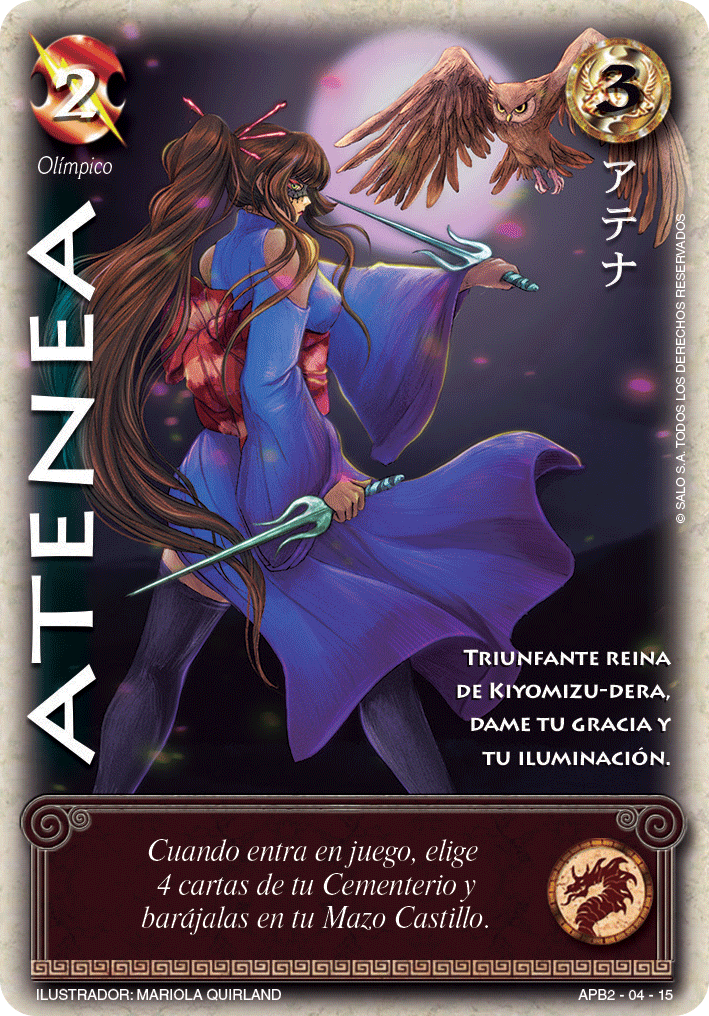 2
3
Olímpico
アテナ
ATENEA
© SALO S.A. TODOS LOS DERECHOS RESERVADOS
Triunfante reina
de Kiyomizu-dera,
dame tu gracia y
tu iluminación.
Cuando entra en juego, elige
4 cartas de tu Cementerio y
barájalas en tu Mazo Castillo.
ILUSTRADOR: MARIOLA QUIRLAND
APB2 - 04 - 15